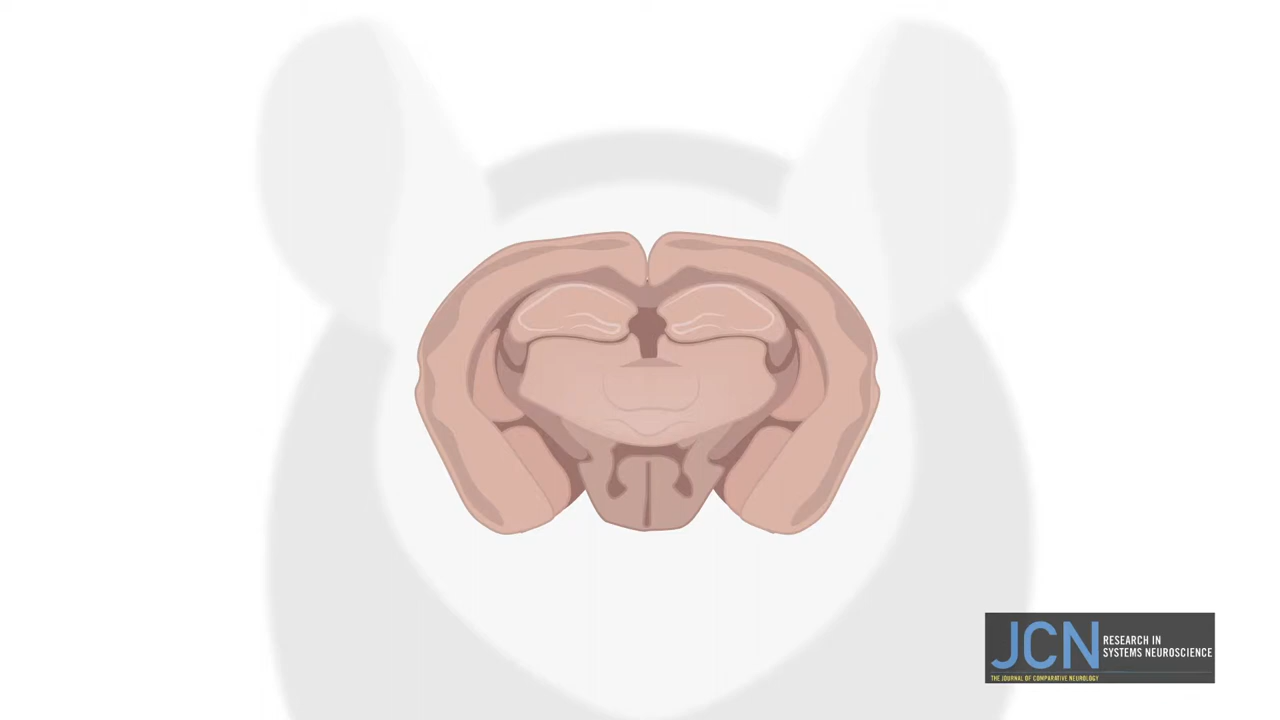 JCN
RESEARCH IN
SYSTEMS NEUROSCIENCE
THE JOURNAL OF COMPARATIVE NEUROLOGY